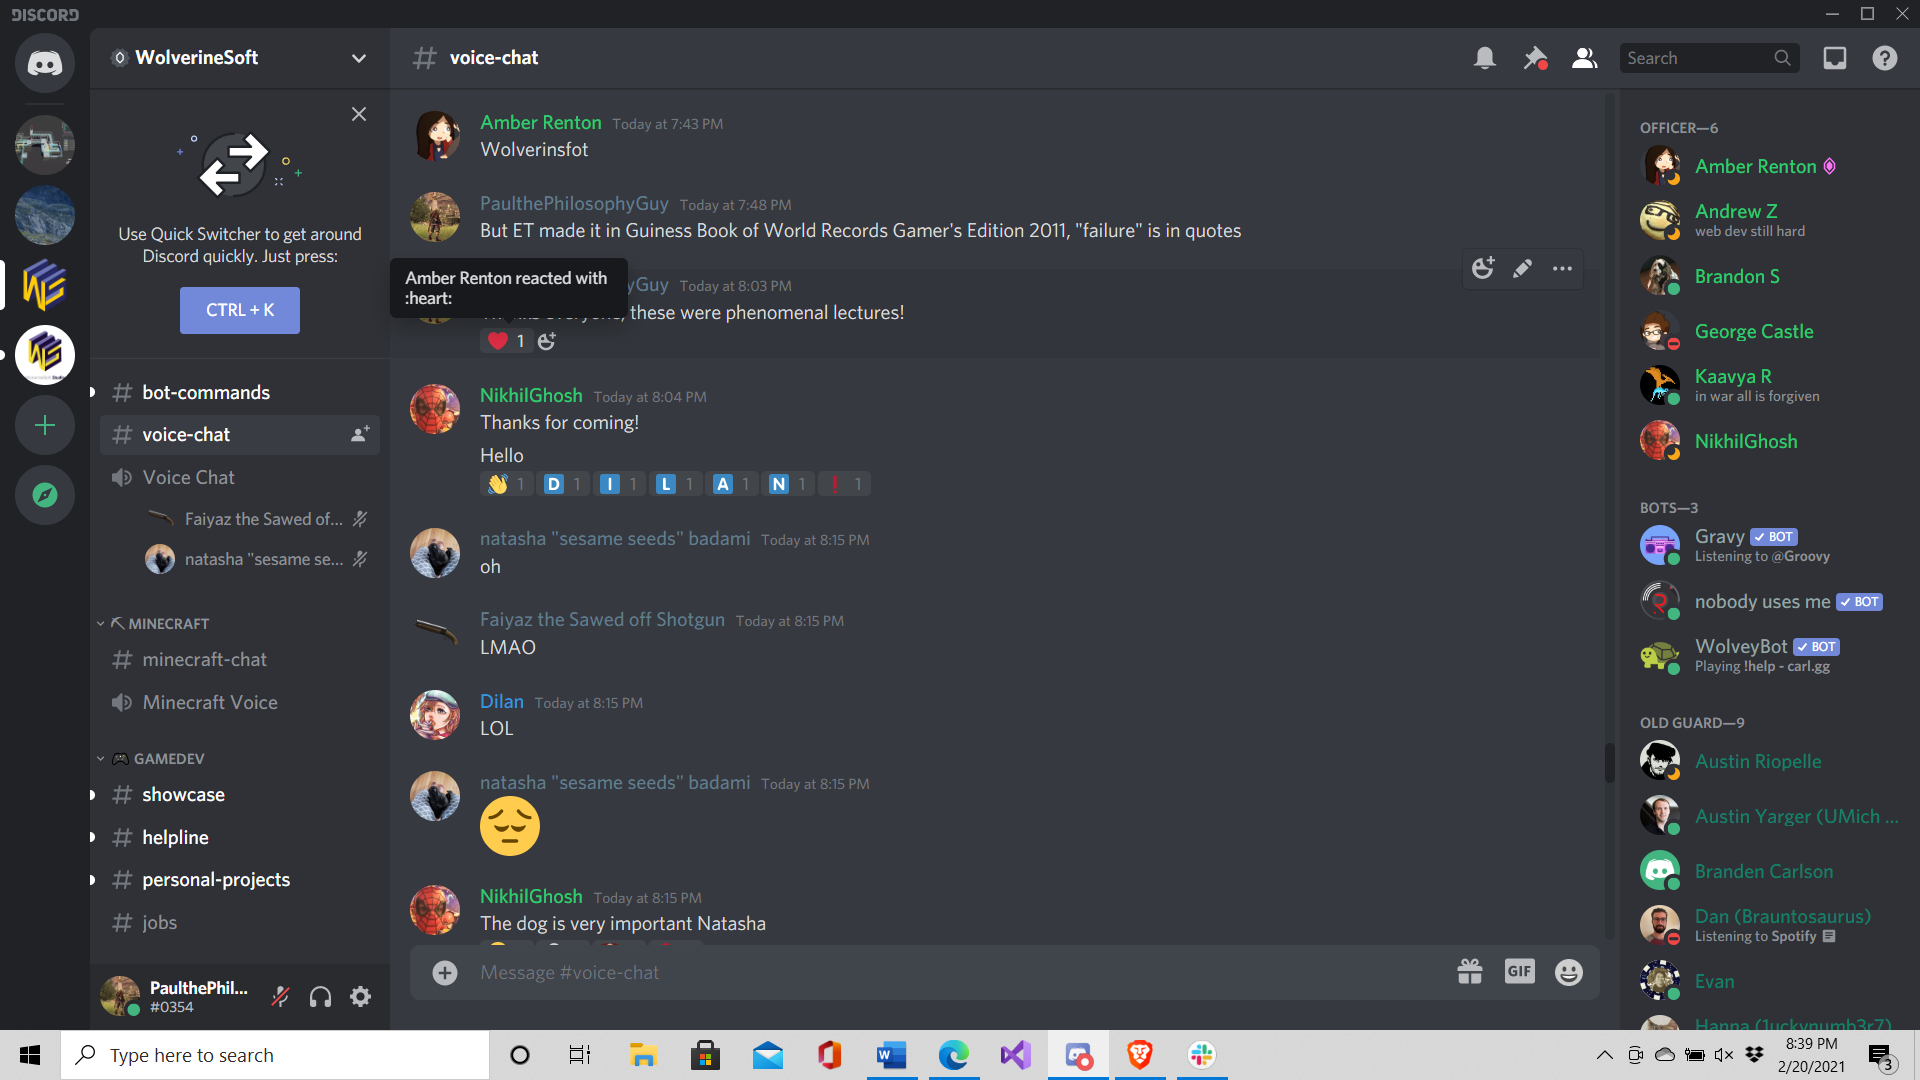 DISCORD
WolverineSoft
voice-chat
Search
Use Quick Switcher to get around
Discord quickly. Just press:
CTRL + K
bot-commands
voice-chat
Voice Chat
Faiyaz the Sawed of...
natasha "sesame se...
MINECRAFT
minecraft-chat
Minecraft Voice
GAMEDEV
showcase
helpline
personal-projects
jobs
PaulthePhil...
#0354
Amber Renton Today at 7:43 PM
Wolverinsfot
PaulthePhilosophyGuy Today at 7:48 PM
But ET made it in Guiness Book of World Records Gamer's Edition 2011, "failure" is in quotes
Amber Renton reacted with
:heart:
yGuy Today at 8:03 PM
these were phenomenal lectures!
1
NikhilGhosh Today at 8:04 PM
Thanks for coming!
Hello
1 D 1 I 1 L 1 A 1 N 1 1
natasha "sesame seeds" badami Today at 8:15 PM
oh
Faiyaz the Sawed off Shotgun Today at 8:15 PM
LMAO
Dilan Today at 8:15 PM
LOL
natasha "sesame seeds" badami Today at 8:15 PM
NikhilGhosh Today at 8:15 PM
The dog is very important Natasha
Message #voice-chat
GIF
OFFICER—6
Amber Renton
Andrew Z
web dev still hard
Brandon S
George Castle
Kaavya R
in war all is forgiven
NikhilGhosh
BOTS—3
Gravy BOT
Listening to @Groovy
nobody uses me BOT
WolveyBot BOT
Playing !help - carl.gg
OLD GUARD—9
Austin Riopelle
Austin Yarger (UMich ...
Branden Carlson
Dan (Brauntosaurus)
Listening to Spotify
Evan
Hanna (1uckynumb3r7)
Type here to search
8:39 PM
2/20/2021
3